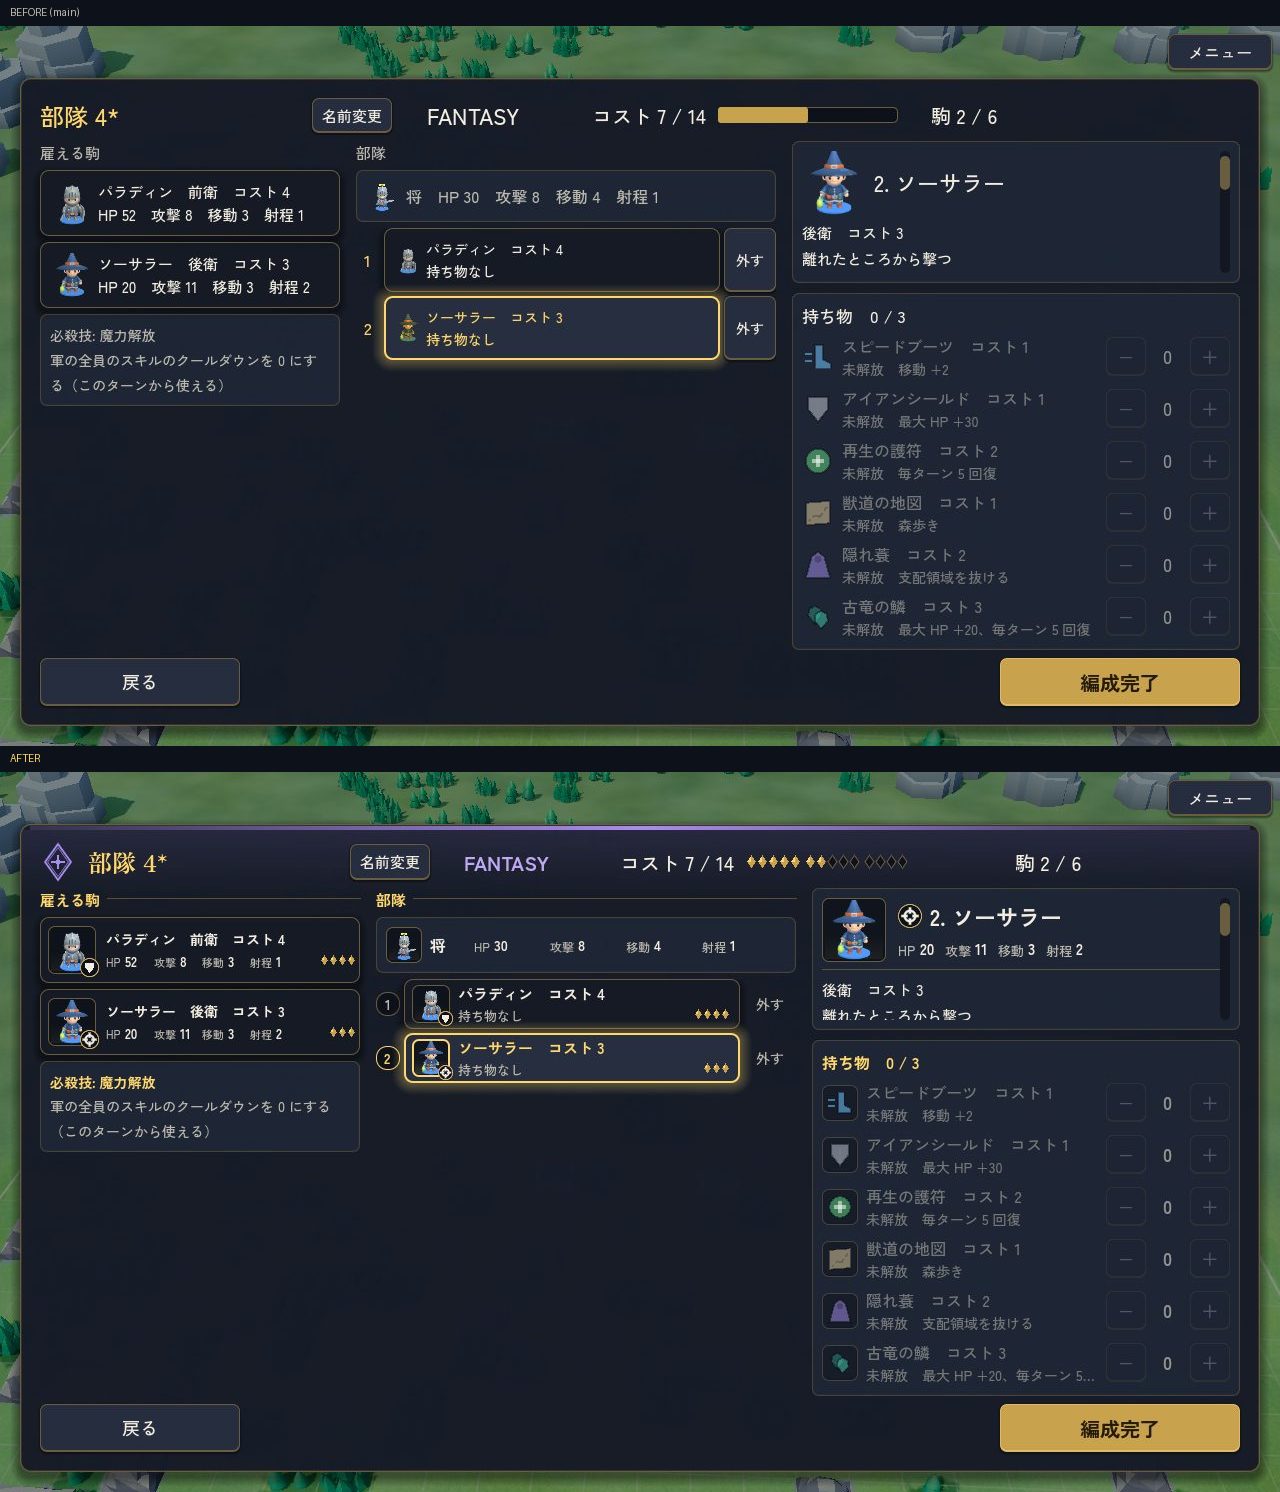 BEFORE (main)
メニュー
部隊 4*
名前変更
FANTASY
コスト 7 / 14
駒 2 / 6
雇える駒
パラディン 前衛 コスト 4
HP 52 攻撃 8 移動 3 射程 1
ソーサラー 後衛 コスト 3
HP 20 攻撃 11 移動 3 射程 2
必殺技: 魔力解放
軍の全員のスキルのクールダウンを 0 にす
る（このターンから使える）
部隊
将 HP 30 攻撃 8 移動 4 射程 1
1
パラディン コスト 4
持ち物なし
外す
2
ソーサラー コスト 3
持ち物なし
外す
2. ソーサラー
後衛 コスト 3
離れたところから撃つ
持ち物 0 / 3
スピードブーツ コスト 1
未解放 移動 +2
− 0 +
アイアンシールド コスト 1
未解放 最大 HP +30
− 0 +
再生の護符 コスト 2
未解放 毎ターン 5 回復
− 0 +
獣道の地図 コスト 1
未解放 森歩き
− 0 +
隠れ蓑 コスト 2
未解放 支配領域を抜ける
− 0 +
古竜の鱗 コスト 3
未解放 最大 HP +20、毎ターン 5 回復
− 0 +
戻る
編成完了
AFTER
メニュー
部隊 4*
名前変更
FANTASY
コスト 7 / 14
駒 2 / 6
雇える駒
パラディン 前衛 コスト 4
HP 52 攻撃 8 移動 3 射程 1
ソーサラー 後衛 コスト 3
HP 20 攻撃 11 移動 3 射程 2
必殺技: 魔力解放
軍の全員のスキルのクールダウンを 0 にする
（このターンから使える）
部隊
将 HP 30 攻撃 8 移動 4 射程 1
1
パラディン コスト 4
持ち物なし
外す
2
ソーサラー コスト 3
持ち物なし
外す
2. ソーサラー
HP 20 攻撃 11 移動 3 射程 2
後衛 コスト 3
離れたところから撃つ
持ち物 0 / 3
スピードブーツ コスト 1
未解放 移動 +2
− 0 +
アイアンシールド コスト 1
未解放 最大 HP +30
− 0 +
再生の護符 コスト 2
未解放 毎ターン 5 回復
− 0 +
獣道の地図 コスト 1
未解放 森歩き
− 0 +
隠れ蓑 コスト 2
未解放 支配領域を抜ける
− 0 +
古竜の鱗 コスト 3
未解放 最大 HP +20、毎ターン 5...
− 0 +
戻る
編成完了